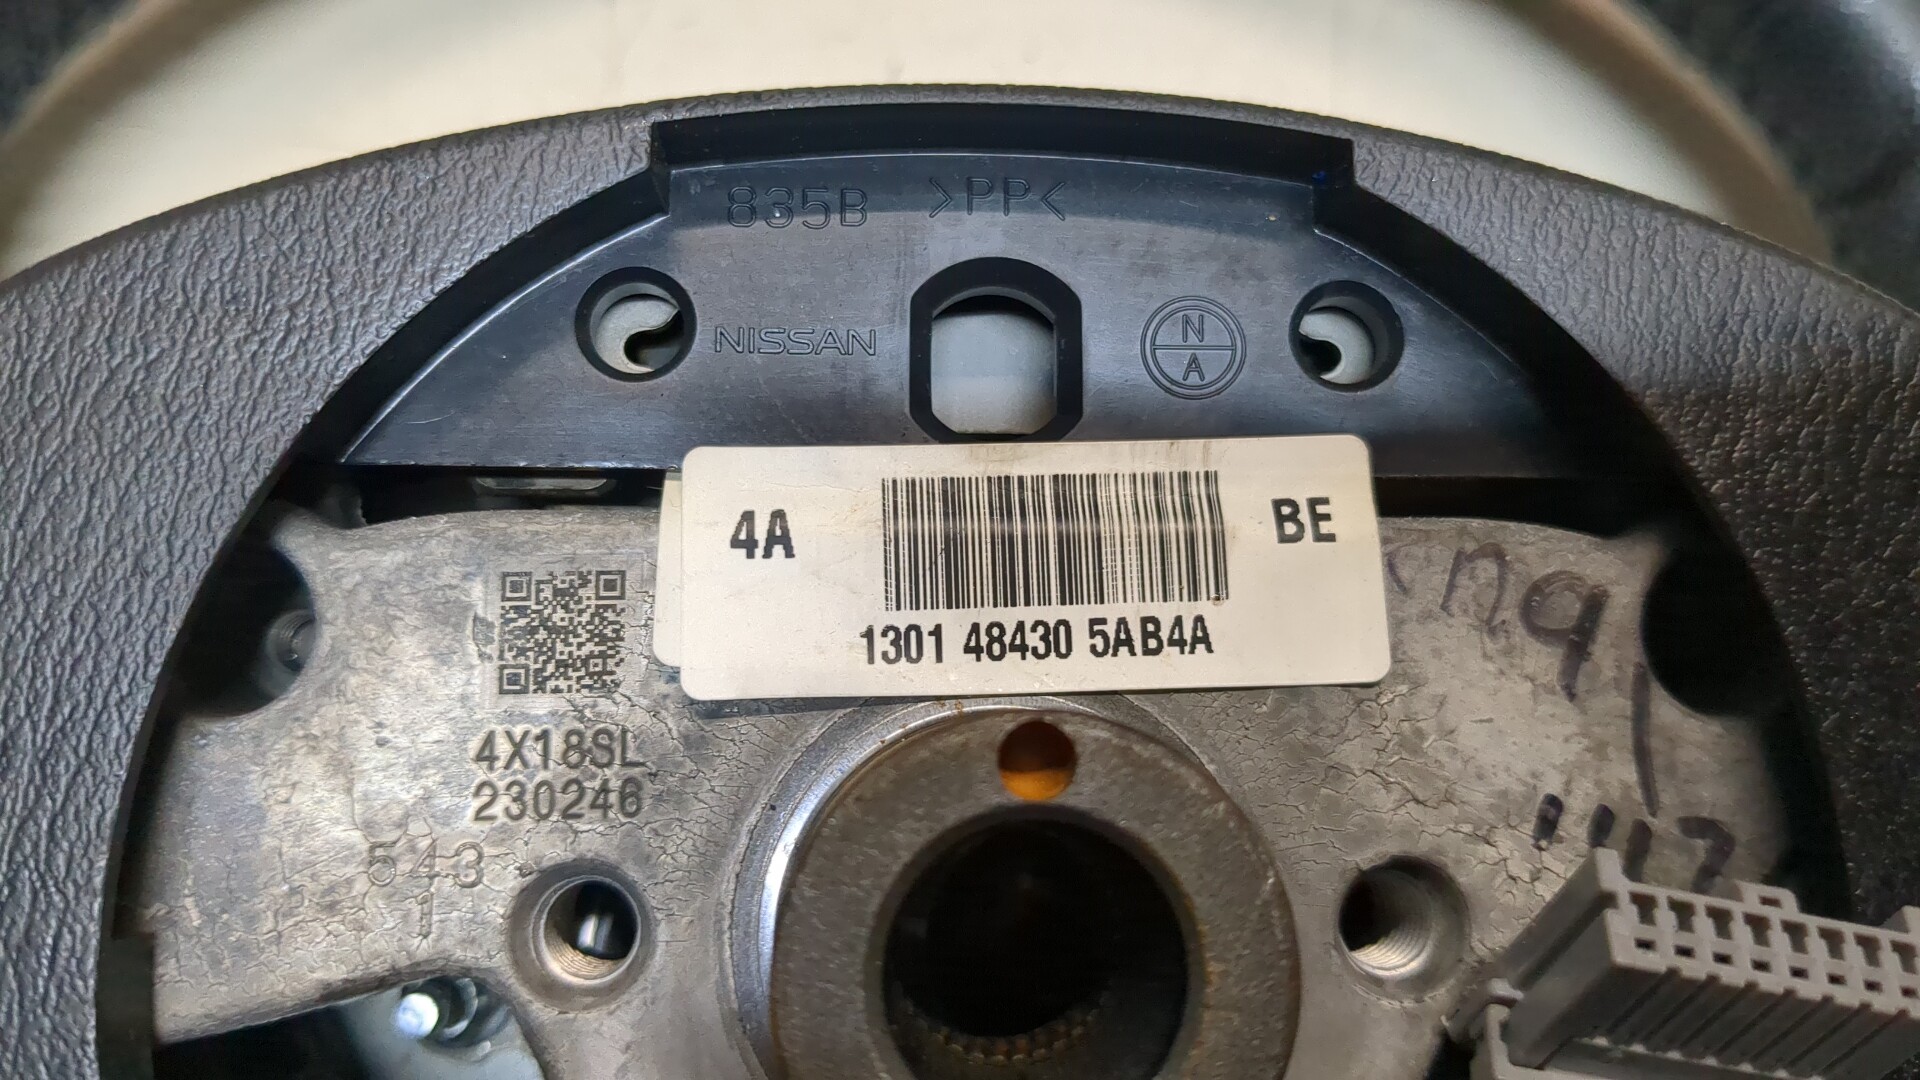 835B >PP<
NISSAN
N
A
4A BE
1301 48430 5AB4A
4X18SL
230246
543